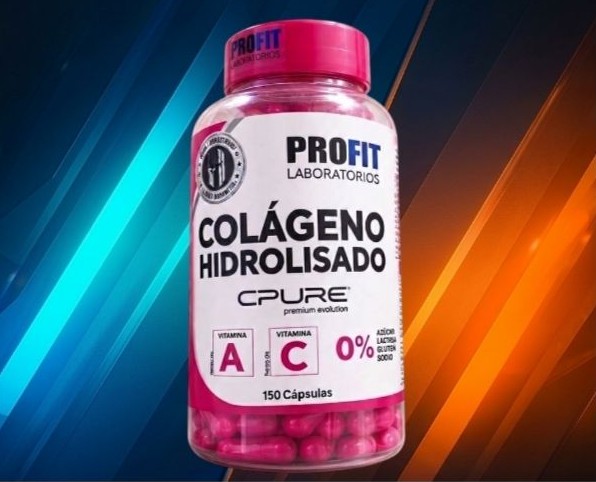 PROFIT
LABORATORIOS
PROFIT
LABORATORIOS
COLÁGENO
HIDROLISADO
CPURE®
premium evolution
VITAMINA
A
VITAMINA
C
0%
AZÚCAR
LACTOSA
GLUTEN
SODIO
150 Cápsulas